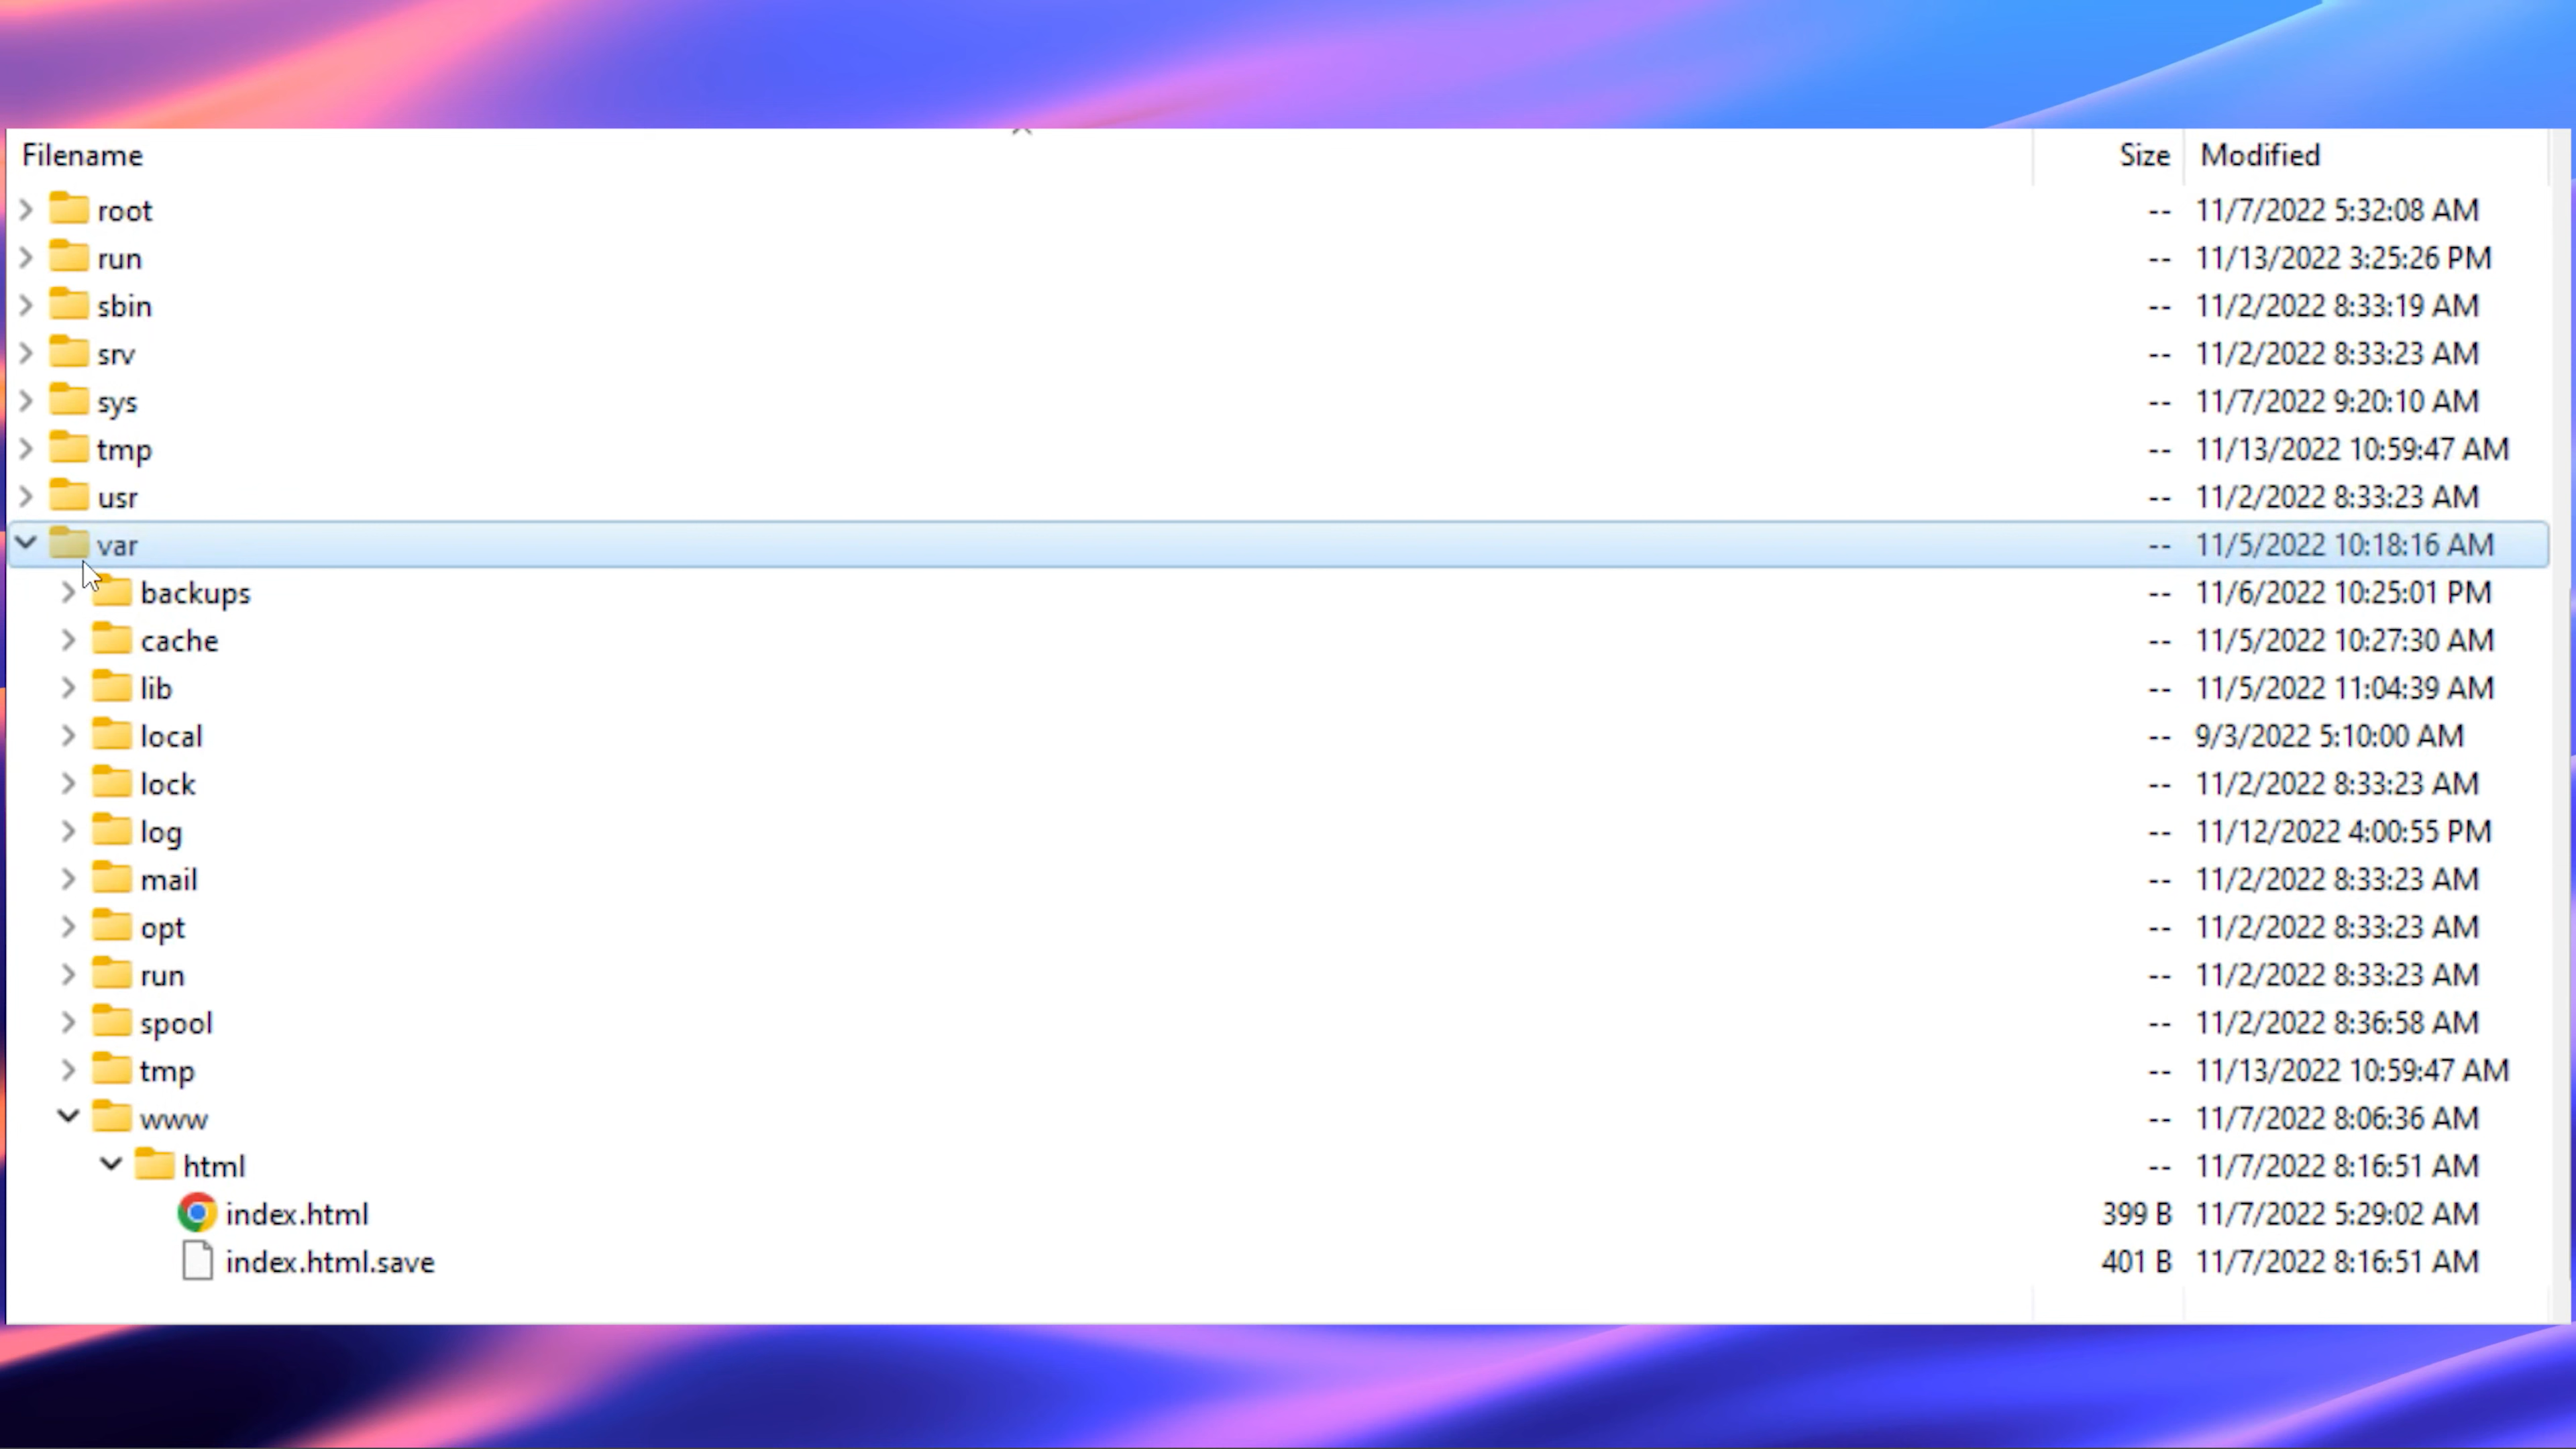 Filename Size Modified
root -- 11/7/2022 5:32:08 AM
run -- 11/13/2022 3:25:26 PM
sbin -- 11/2/2022 8:33:19 AM
srv -- 11/2/2022 8:33:23 AM
sys -- 11/7/2022 9:20:10 AM
tmp -- 11/13/2022 10:59:47 AM
usr -- 11/2/2022 8:33:23 AM
var -- 11/5/2022 10:18:16 AM
backups -- 11/6/2022 10:25:01 PM
cache -- 11/5/2022 10:27:30 AM
lib -- 11/5/2022 11:04:39 AM
local -- 9/3/2022 5:10:00 AM
lock -- 11/2/2022 8:33:23 AM
log -- 11/12/2022 4:00:55 PM
mail -- 11/2/2022 8:33:23 AM
opt -- 11/2/2022 8:33:23 AM
run -- 11/2/2022 8:33:23 AM
spool -- 11/2/2022 8:36:58 AM
tmp -- 11/13/2022 10:59:47 AM
www -- 11/7/2022 8:06:36 AM
html -- 11/7/2022 8:16:51 AM
index.html 399 B 11/7/2022 5:29:02 AM
index.html.save 401 B 11/7/2022 8:16:51 AM